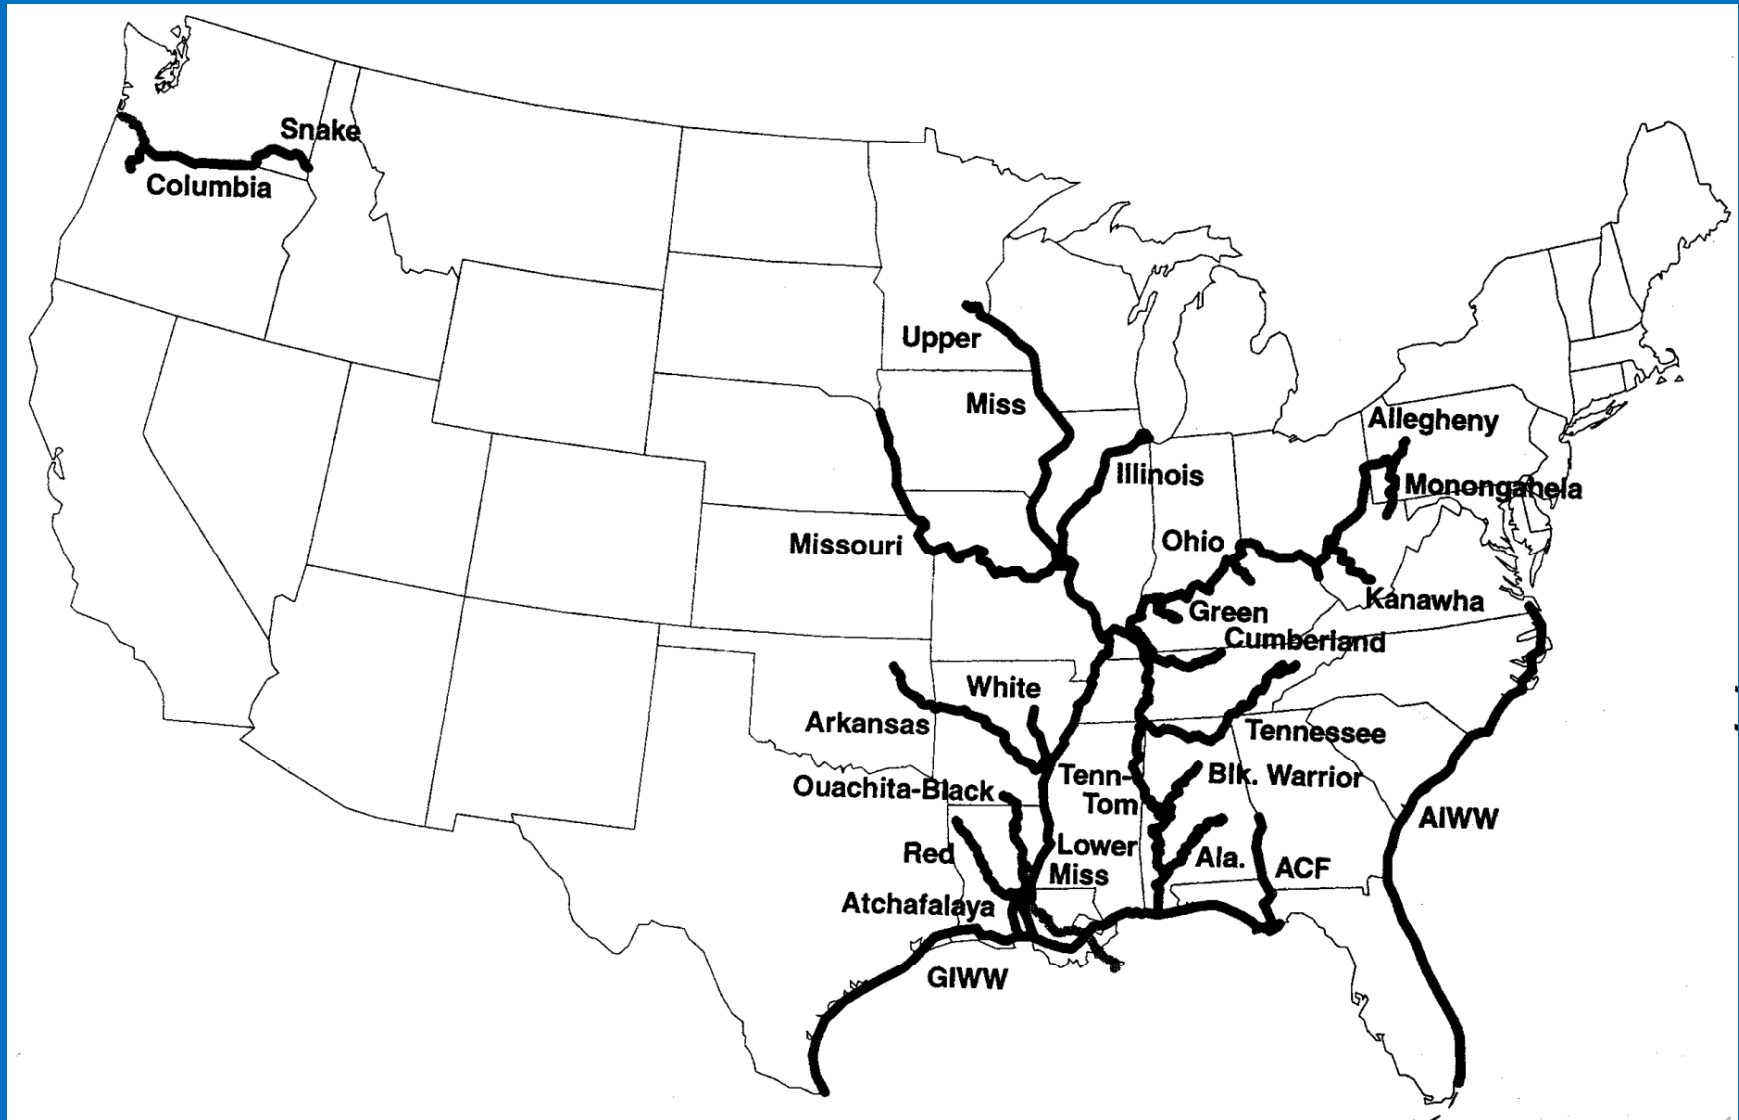 Snake
Columbia
Upper
Miss
Allegheny
Illinois
Monongahela
Missouri
Ohio
Kanawha
Green
Cumberland
White
Arkansas
Tennessee
Ouachita-Black
Tenn-
Tom
Blk. Warrior
AIWW
Red
Lower
Miss
Ala.
ACF
Atchafalaya
GIWW